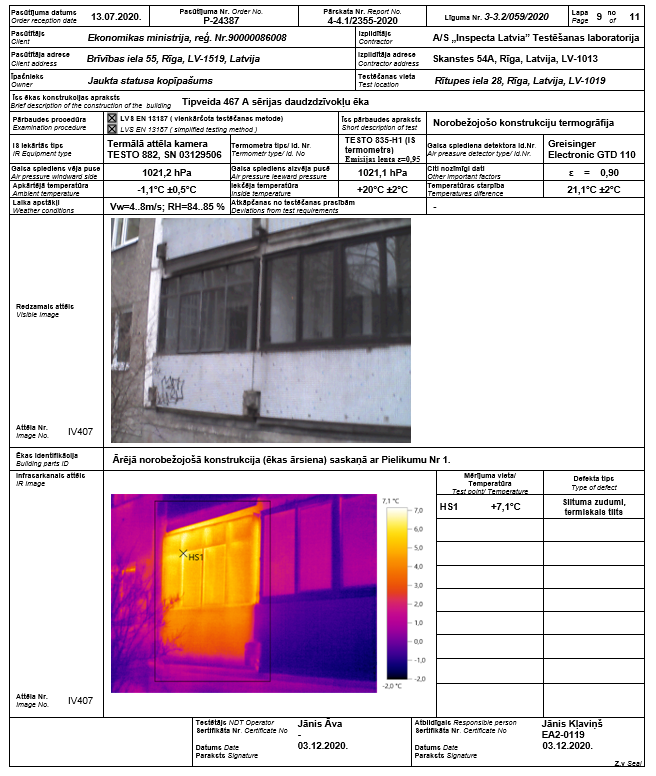 Pasūtījuma datums
Order reception date
13.07.2020.
Pasūtījuma Nr. Order No.
P-24387
Pārskata Nr. Report No.
4-4.1/2355-2020
Līguma Nr. 3-3.2/059/2020
Lapa
Page
9
no
of
11
Pasūtītājs
Client
Ekonomikas ministrija, reģ. Nr.90000086008
Izpildītājs
Contractor
A/S „Inspecta Latvia” Testēšanas laboratorija
Pasūtītāja adrese
Client address
Brīvības iela 55, Rīga, LV-1519, Latvija
Izpildītāja adrese
Contractor address
Skanstes 54A, Rīga, Latvija, LV-1013
Īpašnieks
Owner
Jaukta statusa kopīpašums
Testēšanas vieta
Test location
Rītupes iela 28, Rīga, Latvija, LV-1019
Īss ēkas konstrukcijas apraksts
Brief description of the construction of the building
Tipveida 467 A sērijas daudzdzīvokļu ēka
Pārbaudes procedūra
Examination procedure
LVS EN 13187 ( vienkāršota testēšanas metode)
LVS EN 13187 ( simplified testing method )
Īss pārbaudes apraksts
Short description of test
Norobežojošo konstrukciju termogrāfija
IS iekārtas tips
IR Equipment type
Termālā attēla kamera
TESTO 882, SN 03129506
Termometra tips/ Id. Nr
Termometr type/ Id. No
TESTO 835-H1 (IS
termometrs)
Emisijas lenta ε=0,95
Gaisa spiediena detektora Id.Nr.
Air preasure detector type/ Id.Nr.
Greisinger
Electronic GTD 110
Gaisa spiediens vēja pusē
Air pressure windward side
1021,2 hPa
Gaisa spiediens aizvēja pusē
Air pressure leeward pressure
1021,1 hPa
Citi nozīmīgi dati
Other important factors
ε = 0,90
Apkārtējā temperatūra
Ambient temperature
-1,1°C ±0,5°C
Iekšējā temperatūra
Inside temperature
+20°C ±2°C
Temperatūras starpība
Temperatures diference
21,1°C ±2°C
Laika apstākļi
Weather conditions
Vw=4..8m/s; RH=84..85 %
Atkāpšanas no testēšanas prasībām
Deviations from test requirements
-
Redzamais attēls
Visible Image
Attēla Nr.
Image No.
IV407
Ēkas identifikācija
Building parts ID
Ārējā norobežojošā konstrukcija (ēkas ārsiena) saskaņā ar Pielikumu Nr 1.
Infrasarkanais attēls
IR Image
Mērījuma vieta/
Temperatūra
Test point/ Temperature
Defekta tips
Type of defect
HS1
+7,1°C
Siltuma zudumi,
termiskais tilts
7,1 °C
7,0
6,0
5,0
4,0
3,0
2,0
1,0
0,0
-1,0
-2,0
-2,0 °C
HS1
Attēla Nr.
Image No.
IV407
Testētājs NDT Operator
Sertifikāta Nr. Certificate No
Jānis Āva
-
Datums Date
03.12.2020.
Paraksts Signature
Atbildīgais Responsible person
Sertifikāta Nr. Certificate No
Jānis Kļaviņš
EA2-0119
Datums Date
03.12.2020.
Paraksts Signature
Z.v Seal